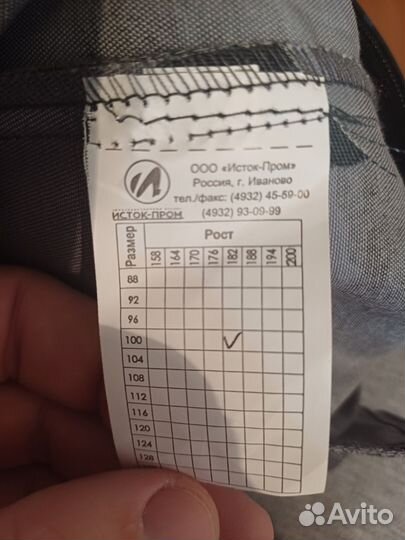 ООО «Исток-Пром»
Россия, г. Иваново
тел./факс: (4932) 45-59-00
ИСТОК-ПРОМ (4932) 93-09-99
Размер Рост
158 164 170 176 182 188 194 200
88
92
96
100 ✓
104
108
112
116
120
124
128
Avito